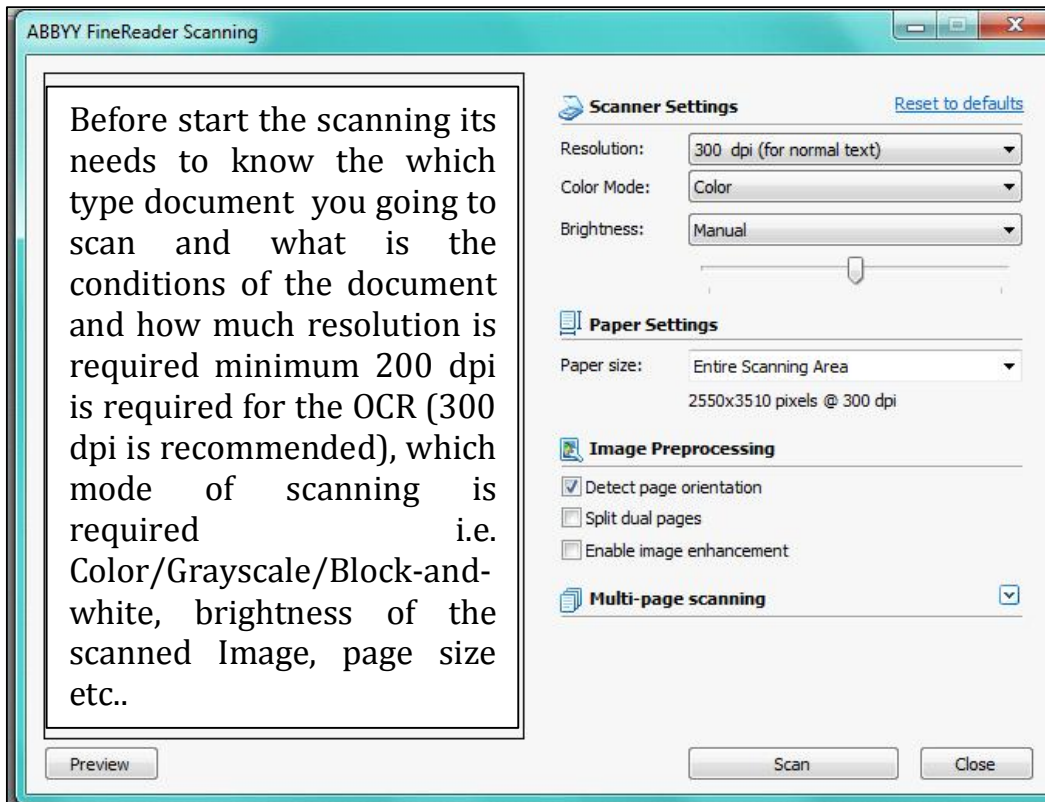 ABBYY FineReader Scanning
Before start the scanning its
needs to know the which
type document you going to
scan and what is the
conditions of the document
and how much resolution is
required minimum 200 dpi
is required for the OCR (300
dpi is recommended), which
mode of scanning is
required i.e.
Color/Grayscale/Block-and-
white, brightness of the
scanned Image, page size
etc..
Preview
Scanner Settings Reset to defaults
Resolution: 300 dpi (for normal text)
Color Mode: Color
Brightness: Manual
Paper Settings
Paper size: Entire Scanning Area
2550x3510 pixels @ 300 dpi
Image Preprocessing
Detect page orientation
Split dual pages
Enable image enhancement
Multi-page scanning
Scan Close